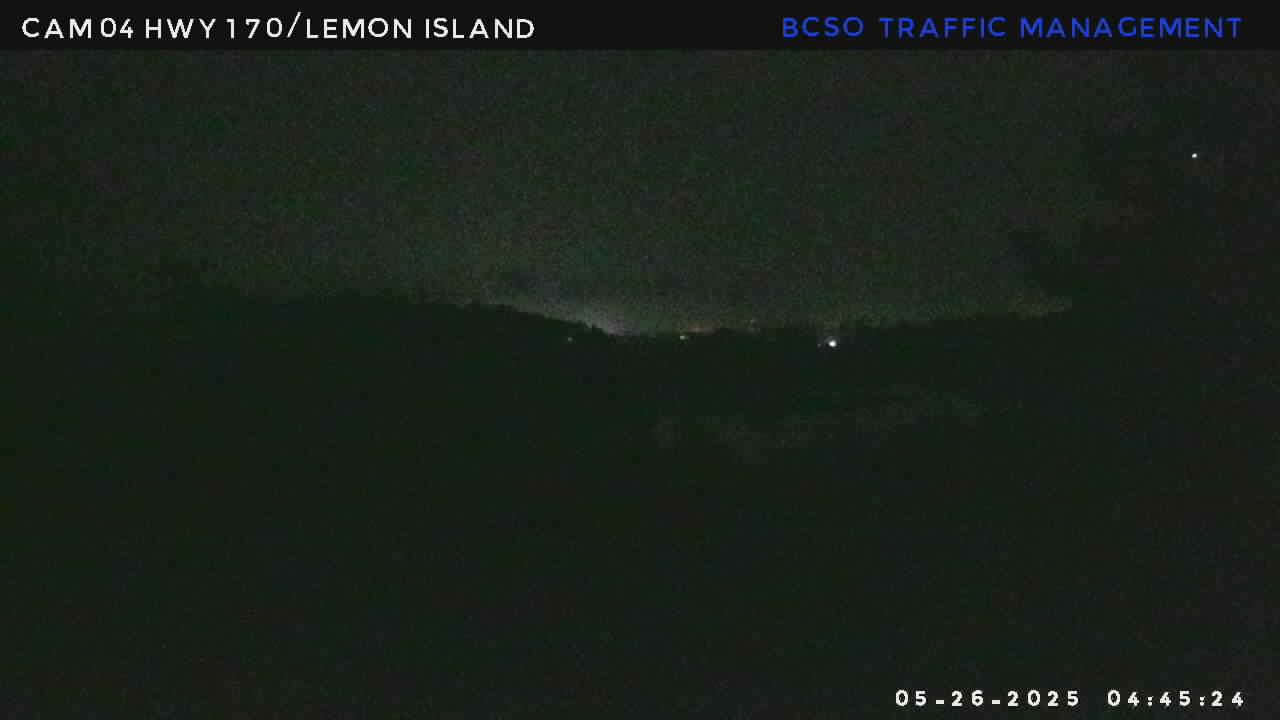 CAM04 HWY 170/LEMON ISLAND
BCSO TRAFFIC MANAGEMENT
05-26-2025 04:45:24